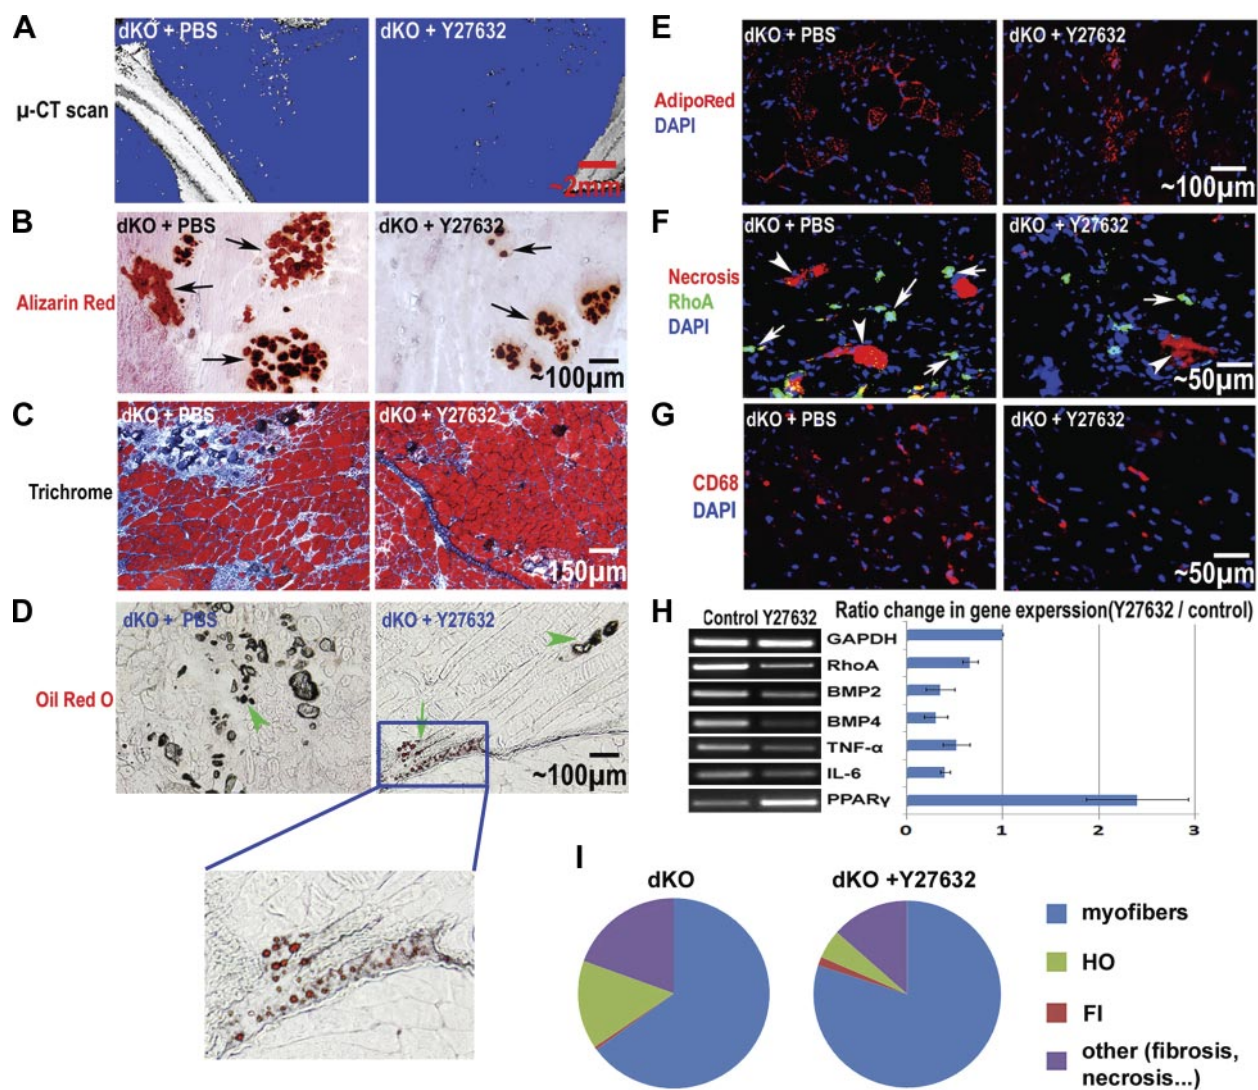 A
dKO + PBS
dKO + Y27632
µ-CT scan
~2mm
B
dKO + PBS
dKO + Y27632
Alizarin Red
~100µm
C
dKO + PBS
dKO + Y27632
Trichrome
~150µm
D
dKO + PBS
dKO + Y27632
Oil Red O
~100µm
E
dKO + PBS
dKO + Y27632
AdipoRed
DAPI
~100µm
F
dKO + PBS
dKO + Y27632
Necrosis
RhoA
DAPI
~50µm
G
dKO + PBS
dKO + Y27632
CD68
DAPI
~50µm
H
Control Y27632
Ratio change in gene experssion(Y27632 / control)
GAPDH
RhoA
BMP2
BMP4
TNF-α
IL-6
PPARγ
0 1 2 3
I
dKO
dKO +Y27632
myofibers
HO
FI
other (fibrosis,
necrosis...)